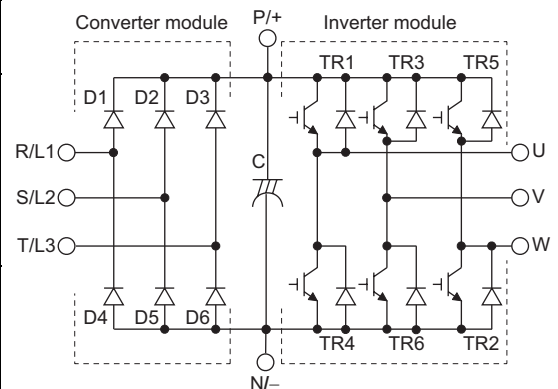 Converter module P/+ Inverter module
TR1 TR3 TR5
D1 D2 D3
R/L1 U
C
S/L2 V
T/L3 W
D4 D5 D6 TR4 TR6 TR2
N/–